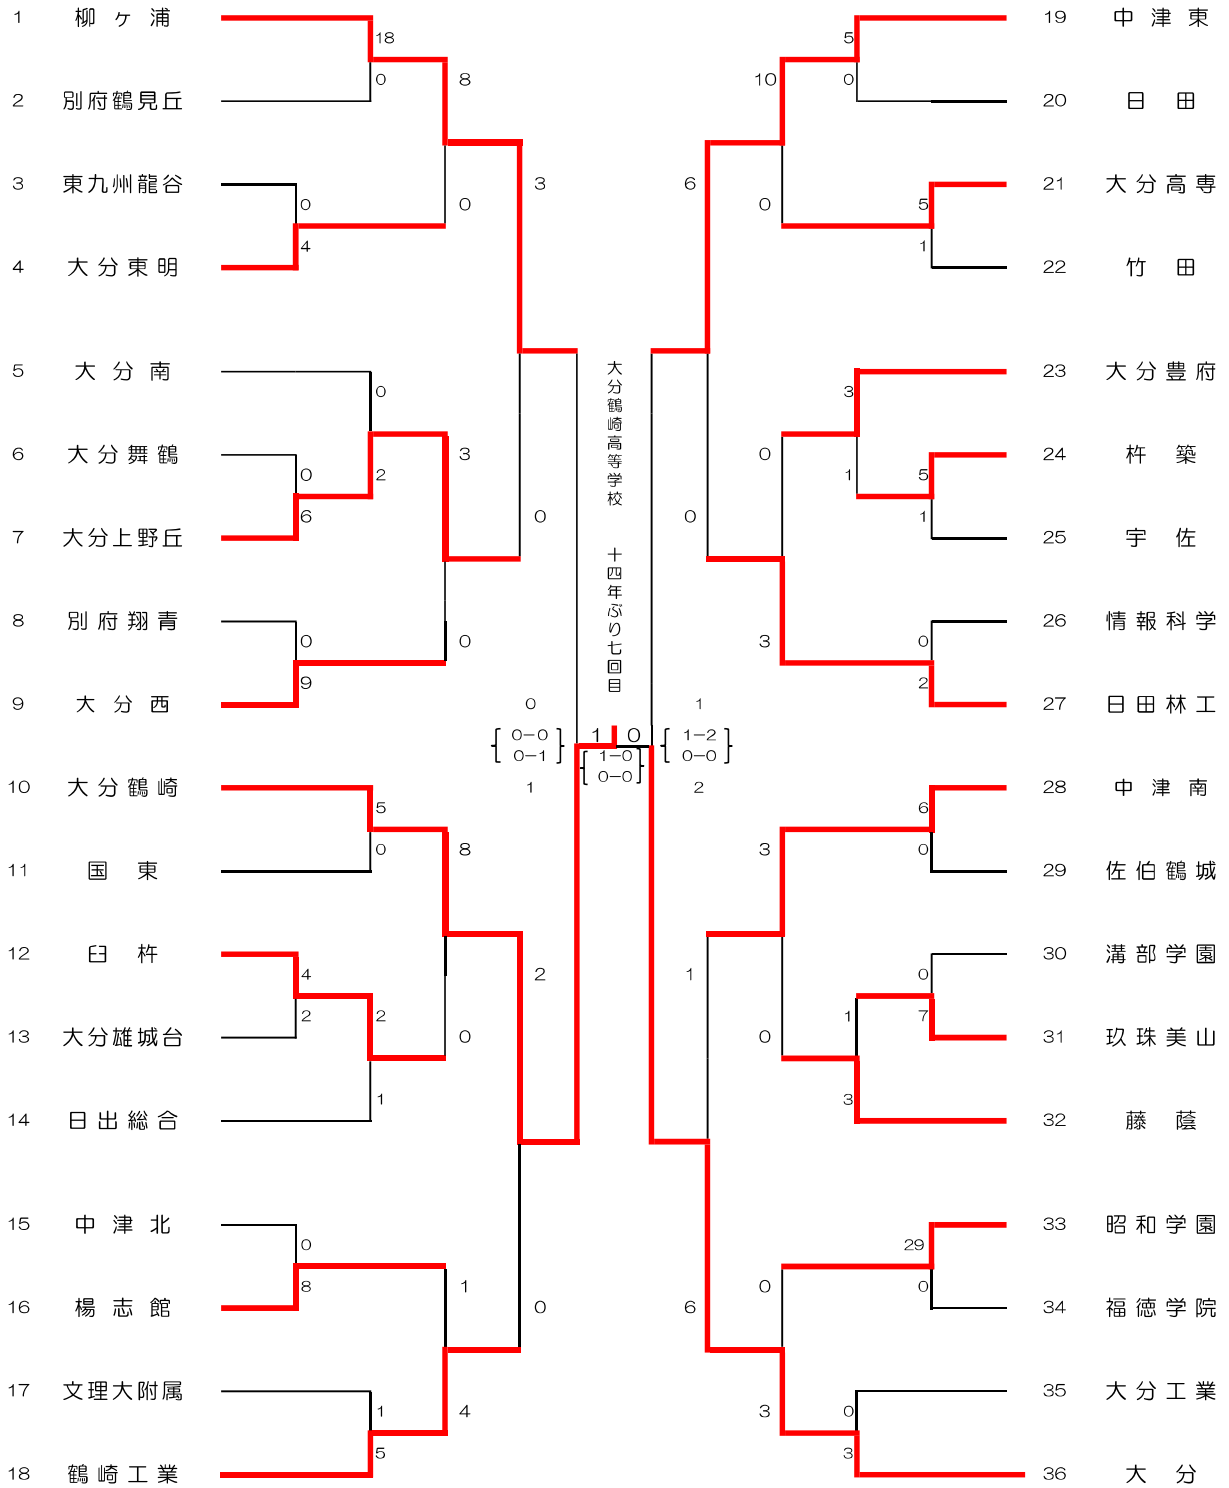 1 柳ヶ浦
18
0
8
2 別府鶴見丘
3 東九州龍谷
0
4
0
3
4 大分東明
5 大分南
0
6 大分舞鶴
0
6
2
3
0
7 大分上野丘
8 別府翔青
0
9
0
9 大分西
0
0-0
0-1
1
10 大分鶴崎
5
0
8
11 国東
12 臼杵
4
2
2
0
2
13 大分雄城台
14 日出総合
1
15 中津北
0
8
1
0
16 楊志館
17 文理大附属
1
5
4
18 鶴崎工業
大分鶴崎高等学校 十四年ぶり七回目
1 0
1-0
0-0
19 中津東
5
0
10
20 日田
21 大分高専
5
1
0
6
22 竹田
23 大分豊府
3
24 杵築
5
1
1
0
0
25 宇佐
26 情報科学
0
2
3
27 日田林工
1
1-2
0-0
2
28 中津南
6
0
3
29 佐伯鶴城
30 溝部学園
0
7
1
0
1
31 玖珠美山
32 藤蔭
3
33 昭和学園
29
0
0
6
34 福徳学院
35 大分工業
0
3
3
36 大分